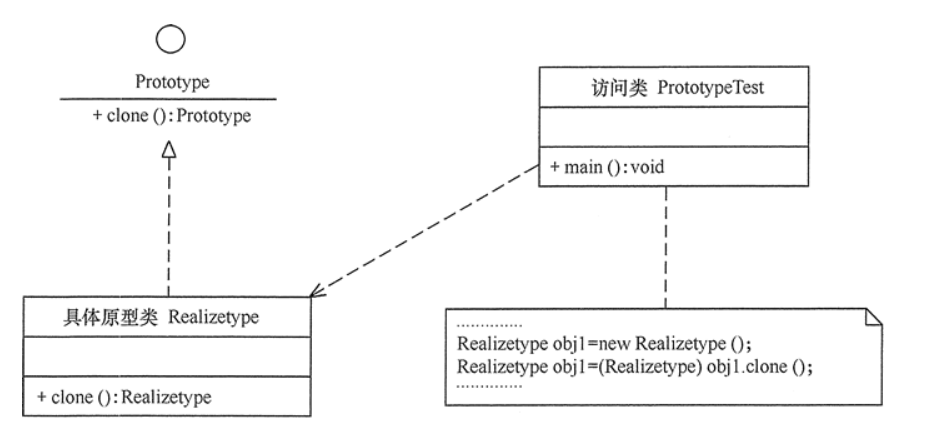 Prototype
+ clone ():Prototype
访问类 PrototypeTest
+ main ():void
具体原型类 Realizetype
+ clone ():Realizetype
..............
Realizetype obj1=new Realizetype ();
Realizetype obj1=(Realizetype) obj1.clone ();
..............